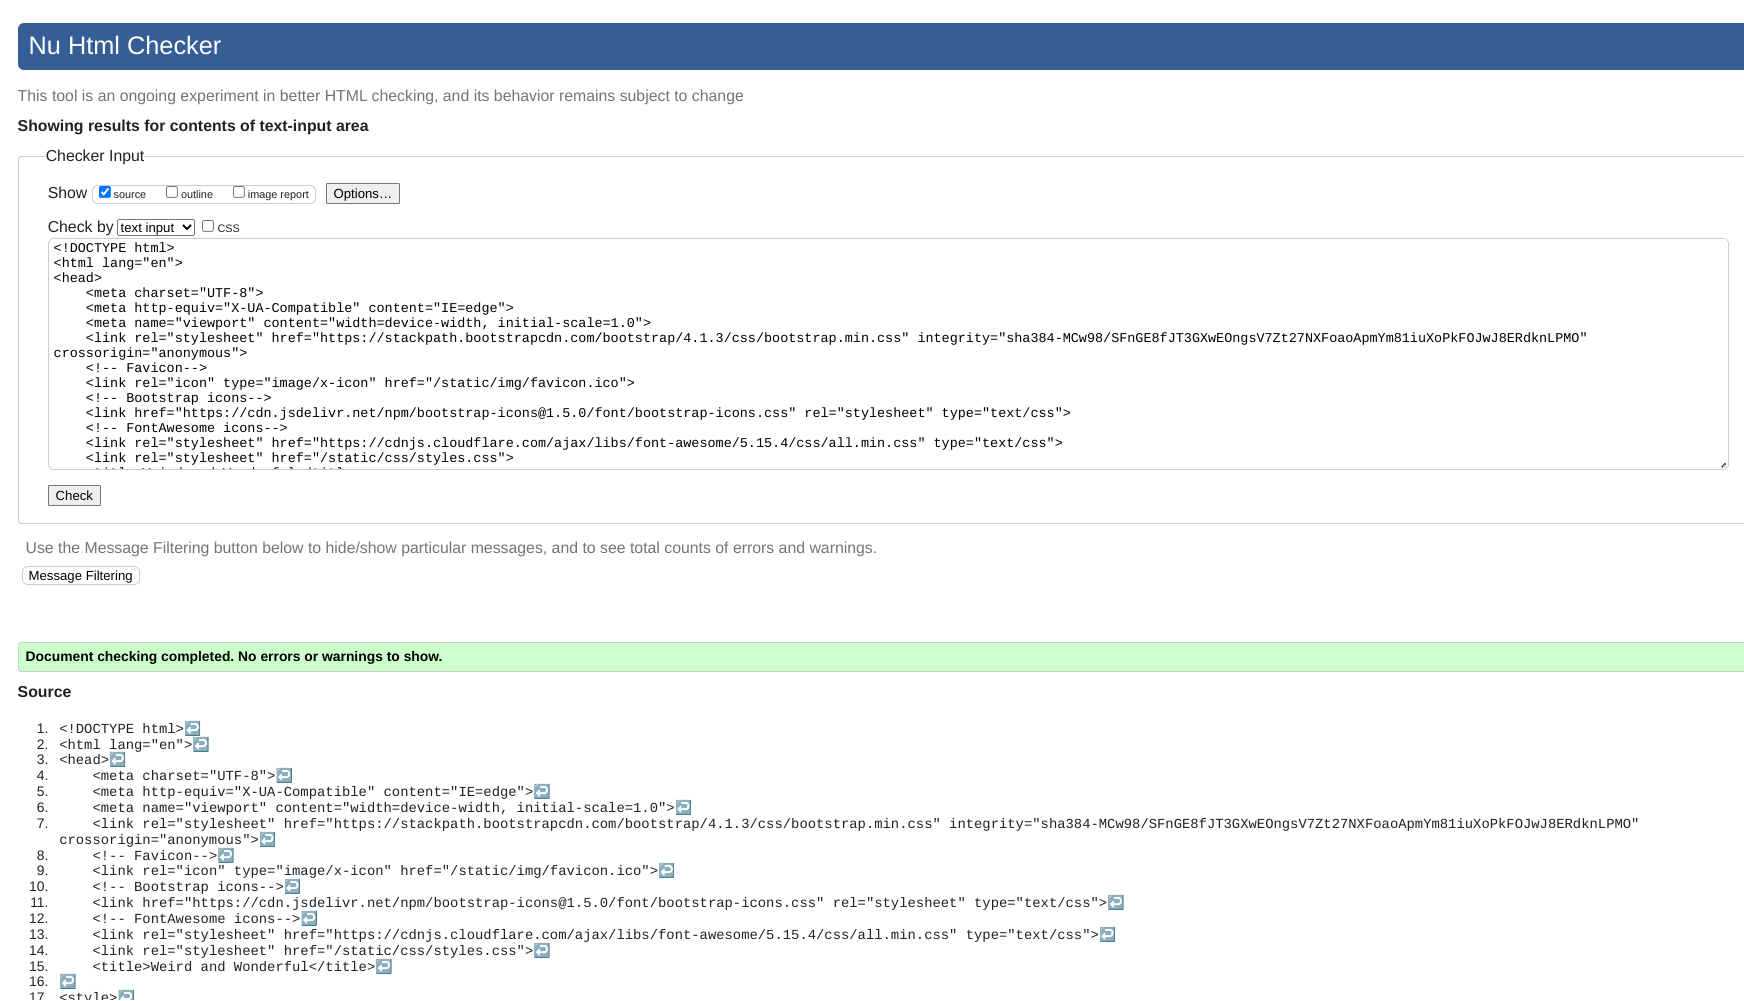 Nu Html Checker
This tool is an ongoing experiment in better HTML checking, and its behavior remains subject to change
Showing results for contents of text-input area
Checker Input
Show source outline image report Options…
Check by text input CSS
<!DOCTYPE html>
<html lang="en">
<head>
    <meta charset="UTF-8">
    <meta http-equiv="X-UA-Compatible" content="IE=edge">
    <meta name="viewport" content="width=device-width, initial-scale=1.0">
    <link rel="stylesheet" href="https://stackpath.bootstrapcdn.com/bootstrap/4.1.3/css/bootstrap.min.css" integrity="sha384-MCw98/SFnGE8fJT3GXwEOngsV7Zt27NXFoaoApmYm81iuXoPkFOJwJ8ERdknLPMO"
crossorigin="anonymous">
    <!-- Favicon-->
    <link rel="icon" type="image/x-icon" href="/static/img/favicon.ico">
    <!-- Bootstrap icons-->
    <link href="https://cdn.jsdelivr.net/npm/bootstrap-icons@1.5.0/font/bootstrap-icons.css" rel="stylesheet" type="text/css">
    <!-- FontAwesome icons-->
    <link rel="stylesheet" href="https://cdnjs.cloudflare.com/ajax/libs/font-awesome/5.15.4/css/all.min.css" type="text/css">
    <link rel="stylesheet" href="/static/css/styles.css">
Check
Use the Message Filtering button below to hide/show particular messages, and to see total counts of errors and warnings.
Message Filtering
Document checking completed. No errors or warnings to show.
Source
1. <!DOCTYPE html>↩
2. <html lang="en">↩
3. <head>↩
4.     <meta charset="UTF-8">↩
5.     <meta http-equiv="X-UA-Compatible" content="IE=edge">↩
6.     <meta name="viewport" content="width=device-width, initial-scale=1.0">↩
7.     <link rel="stylesheet" href="https://stackpath.bootstrapcdn.com/bootstrap/4.1.3/css/bootstrap.min.css" integrity="sha384-MCw98/SFnGE8fJT3GXwEOngsV7Zt27NXFoaoApmYm81iuXoPkFOJwJ8ERdknLPMO"
crossorigin="anonymous">↩
8.     <!-- Favicon-->↩
9.     <link rel="icon" type="image/x-icon" href="/static/img/favicon.ico">↩
10.     <!-- Bootstrap icons-->↩
11.     <link href="https://cdn.jsdelivr.net/npm/bootstrap-icons@1.5.0/font/bootstrap-icons.css" rel="stylesheet" type="text/css">↩
12.     <!-- FontAwesome icons-->↩
13.     <link rel="stylesheet" href="https://cdnjs.cloudflare.com/ajax/libs/font-awesome/5.15.4/css/all.min.css" type="text/css">↩
14.     <link rel="stylesheet" href="/static/css/styles.css">↩
15.     <title>Weird and Wonderful</title>↩
16. ↩
17. <style>↩